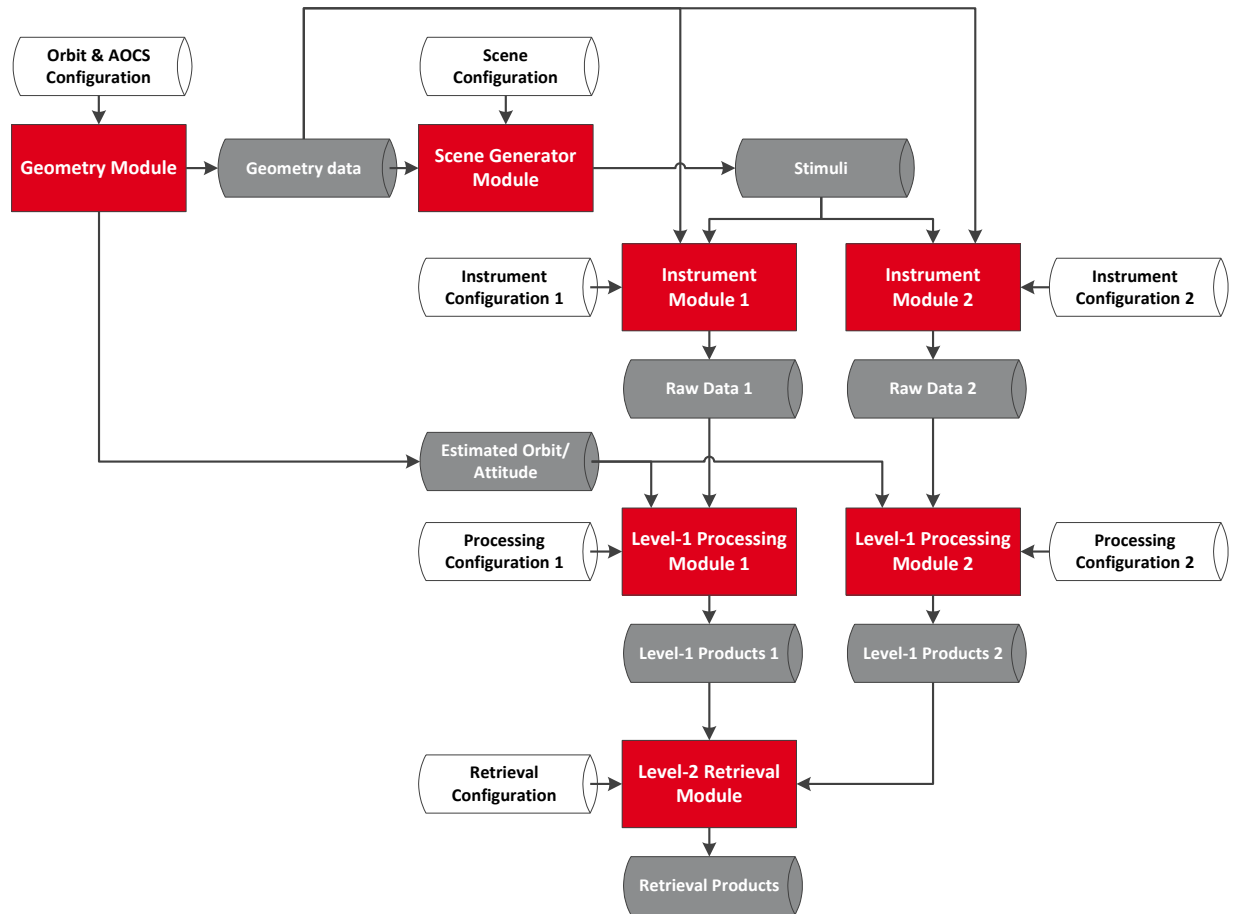 Orbit & AOCS
Configuration
Scene
Configuration
Geometry Module
Geometry data
Scene Generator
Module
Stimuli
Instrument
Configuration 1
Instrument
Module 1
Instrument
Module 2
Instrument
Configuration 2
Raw Data 1
Raw Data 2
Estimated Orbit/
Attitude
Processing
Configuration 1
Level-1 Processing
Module 1
Level-1 Processing
Module 2
Processing
Configuration 2
Level-1 Products 1
Level-1 Products 2
Retrieval
Configuration
Level-2 Retrieval
Module
Retrieval Products